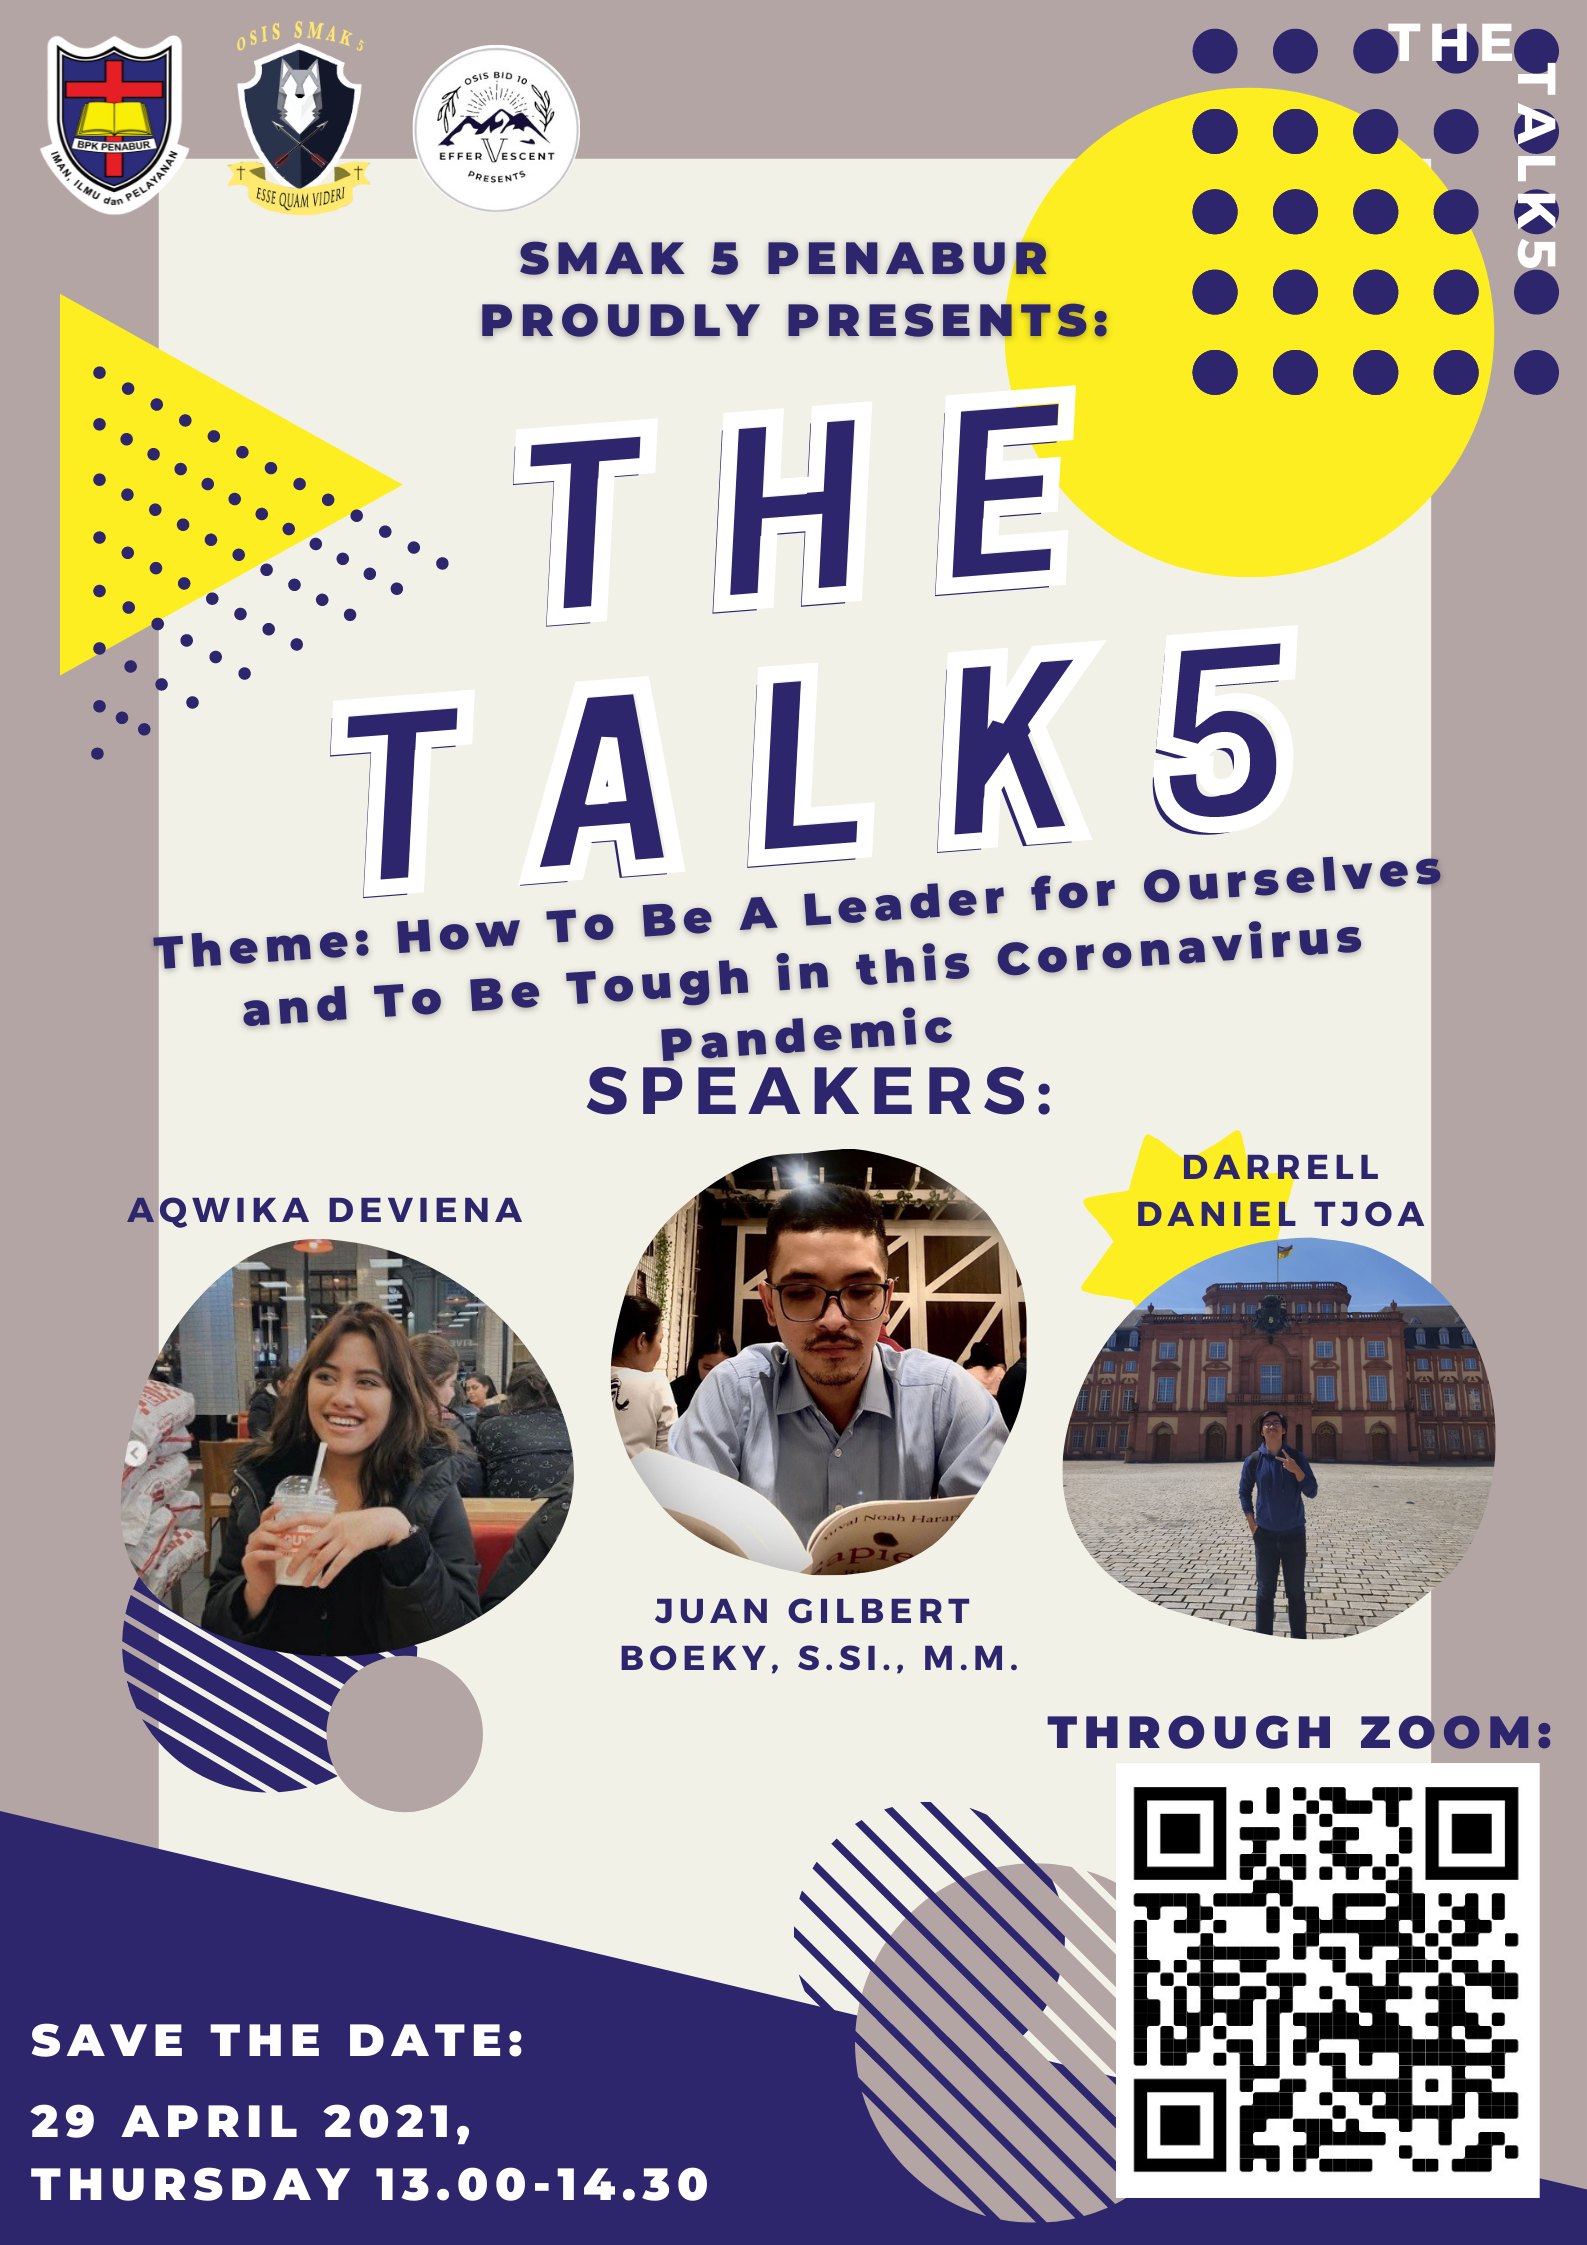 THE
TALK5
BPK PENABUR
IMAN, ILMU dan PELAYANAN
OSIS SMAK 5
ESSE QUAM VIDERI
OSIS BID 10
EFFERVESCENT
PRESENTS
SMAK 5 PENABUR
PROUDLY PRESENTS:
THE
TALK5
Theme: How To Be A Leader for Ourselves
and To Be Tough in this Coronavirus
Pandemic
SPEAKERS:
AQWIKA DEVIENA
DARRELL
DANIEL TJOA
JUAN GILBERT
BOEKY, S.SI., M.M.
THROUGH ZOOM:
SAVE THE DATE:
29 APRIL 2021,
THURSDAY 13.00-14.30